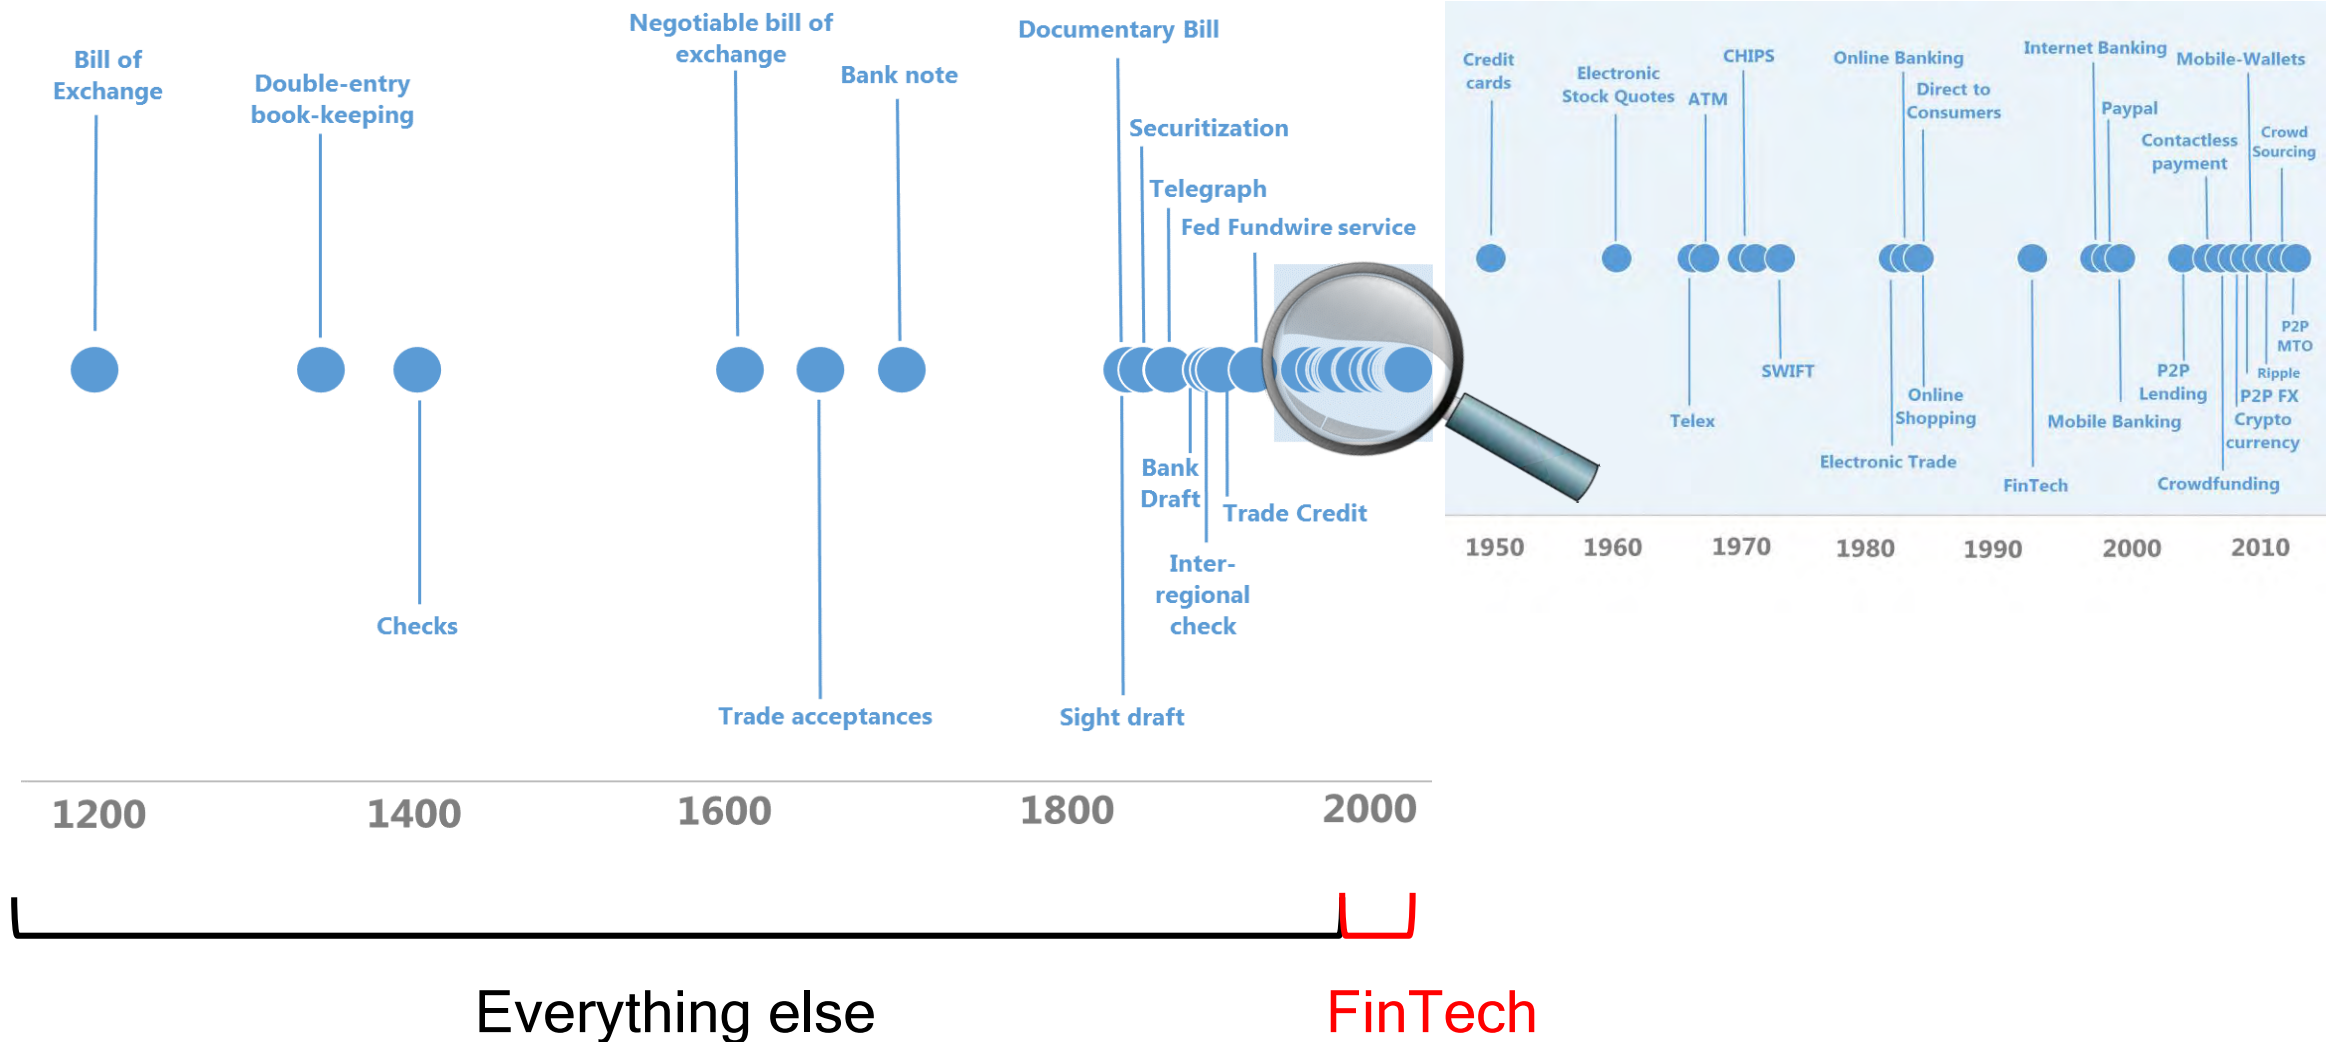 Bill of
Exchange
Double-entry
book-keeping
Checks
Negotiable bill of
exchange
Trade acceptances
Bank note
Documentary Bill
Securitization
Telegraph
Fed Fundwire service
Bank
Draft
Trade Credit
Inter-
regional
check
Sight draft
1200
1400
1600
1800
2000
Credit
cards
Electronic
Stock Quotes
ATM
CHIPS
Online Banking
Direct to
Consumers
Internet Banking
Mobile-Wallets
Paypal
Contactless
payment
Crowd
Sourcing
Telex
SWIFT
Electronic Trade
Online
Shopping
FinTech
Mobile Banking
P2P
Lending
Crowdfunding
Crypto
currency
P2P FX
Ripple
P2P
MTO
1950
1960
1970
1980
1990
2000
2010
Everything else
FinTech